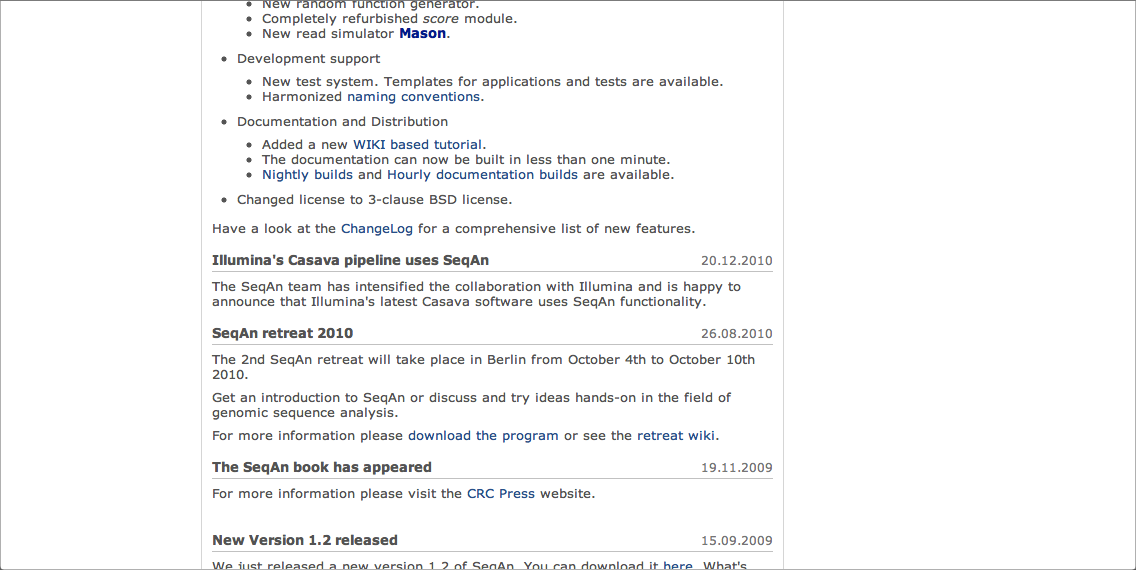 New random function generator.
Completely refurbished score module.
New read simulator Mason.
Development support
New test system. Templates for applications and tests are available.
Harmonized naming conventions.
Documentation and Distribution
Added a new WIKI based tutorial.
The documentation can now be built in less than one minute.
Nightly builds and Hourly documentation builds are available.
Changed license to 3-clause BSD license.
Have a look at the ChangeLog for a comprehensive list of new features.
Illumina's Casava pipeline uses SeqAn 20.12.2010
The SeqAn team has intensified the collaboration with Illumina and is happy to
announce that Illumina's latest Casava software uses SeqAn functionality.
SeqAn retreat 2010 26.08.2010
The 2nd SeqAn retreat will take place in Berlin from October 4th to October 10th
2010.
Get an introduction to SeqAn or discuss and try ideas hands-on in the field of
genomic sequence analysis.
For more information please download the program or see the retreat wiki.
The SeqAn book has appeared 19.11.2009
For more information please visit the CRC Press website.
New Version 1.2 released 15.09.2009
We just released a new version 1.2 of SeqAn. You can download it here. What's